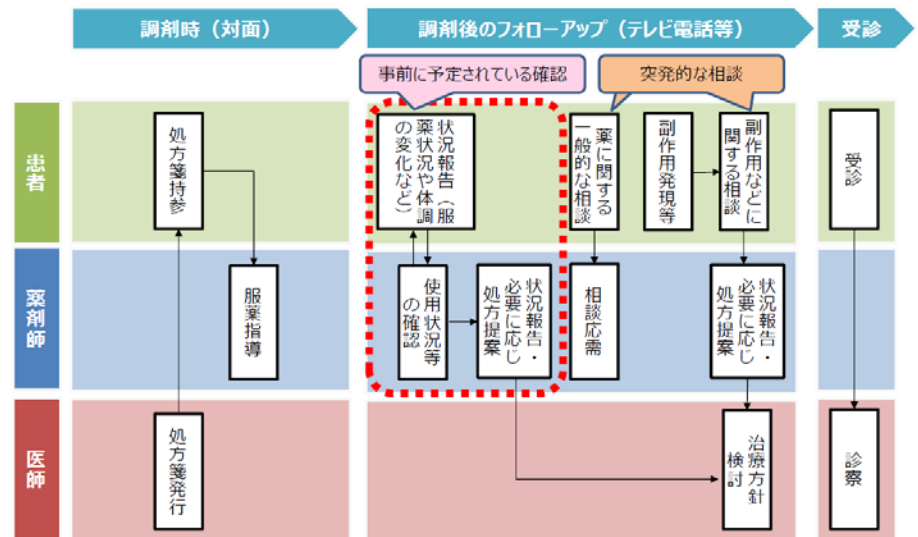 調剤時（対面）
調剤後のフォローアップ（テレビ電話等）
受診
事前に予定されている確認
突発的な相談
患者
処方箋持参
状況報告（服
薬状況や体調
の変化など）
薬に関する
一般的な相談
副作用発現等
副作用などに
関する相談
受診
薬剤師
服薬指導
使用状況等
の確認
状況報告・
必要に応じ
処方提案
相談応需
状況報告・
必要に応じ
処方提案
医師
処方箋発行
治療方針
検討
診察